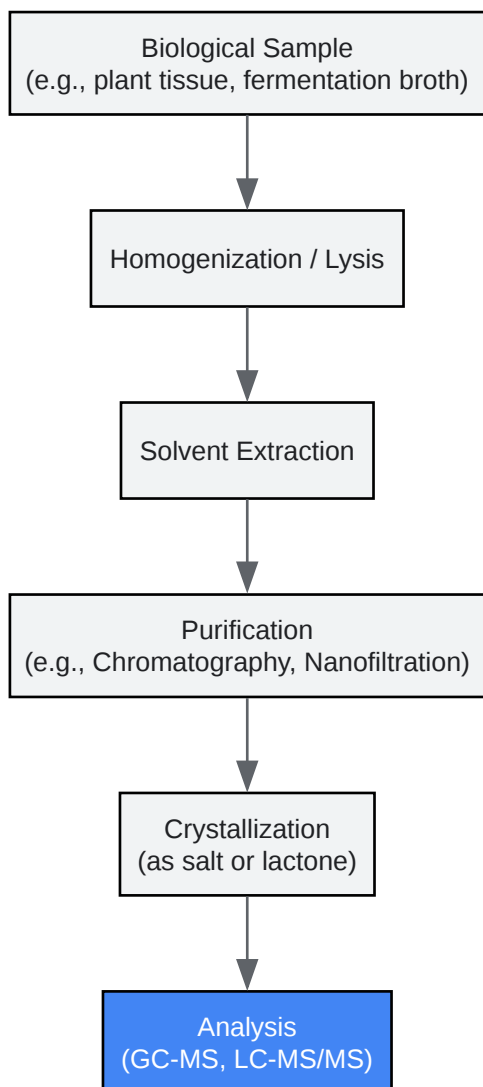 Biological Sample
(e.g., plant tissue, fermentation broth)
Homogenization / Lysis
Solvent Extraction
Purification
(e.g., Chromatography, Nanofiltration)
Crystallization
(as salt or lactone)
Analysis
(GC-MS, LC-MS/MS)